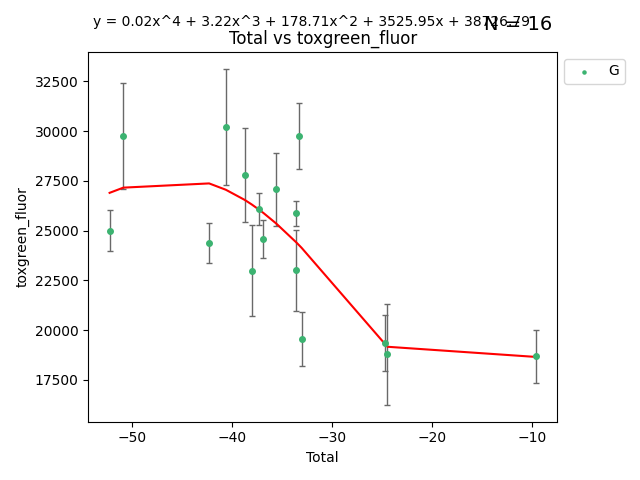 y = 0.02x^4 + 3.22x^3 + 178.71x^2 + 3525.95x +
N = 16
Total vs toxgreen_fluor
G
32500
30000
27500
25000
22500
20000
17500
toxgreen_fluor
−50
−40
−30
−20
−10
Total